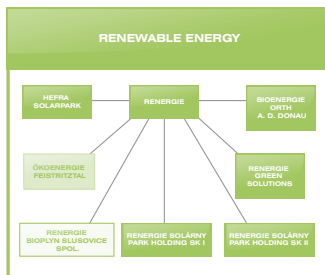 RENEWABLE ENERGY
HEFRA
SOLARPARK
RENERGIE
BIOENERGIE
ORTH
A. D. DONAU
ÖKOENERGIE
FEISTRITZTAL
RENERGIE
GREEN
SOLUTIONS
RENERGIE
BIOPLYN SLUSOVICE
SPOL.
RENERGIE SOLÁRNY
PARK HOLDING SK I
RENERGIE SOLÁRNY
PARK HOLDING SK II